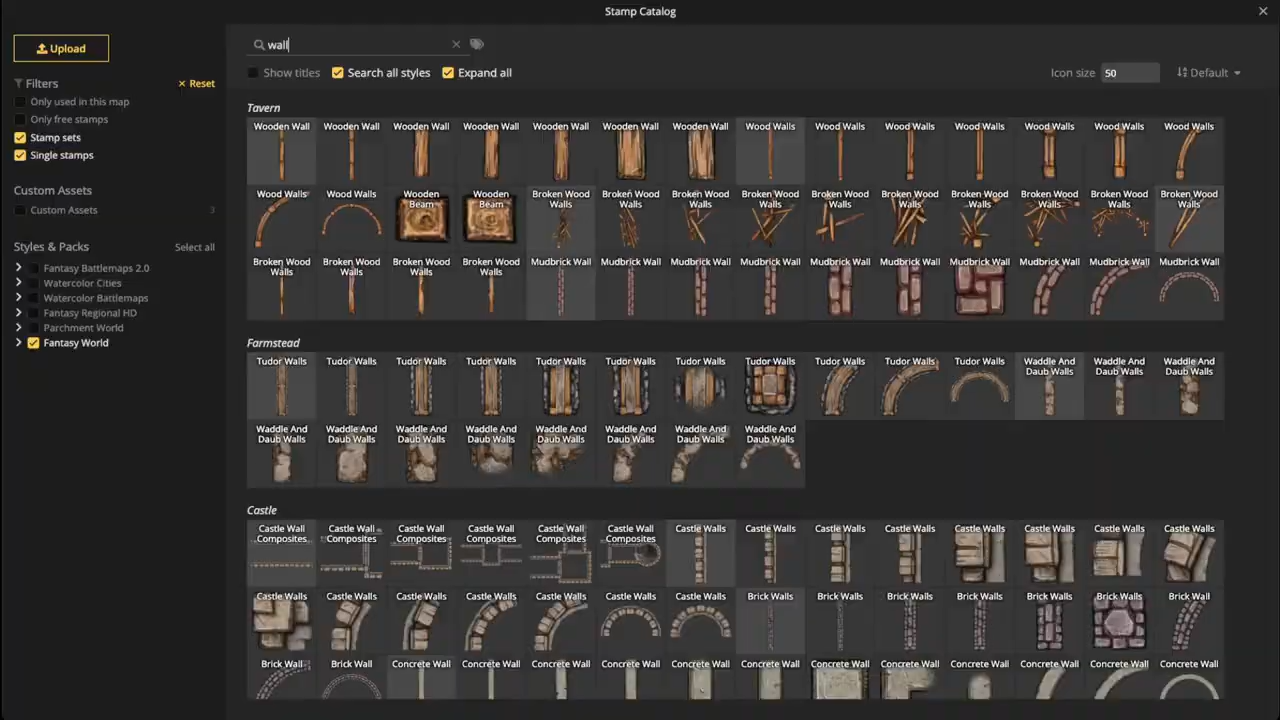 Stamp Catalog
Upload
wall
Filters
Reset
Show titles
Search all styles
Expand all
Icon size
50
Default
Only used in this map
Only free stamps
Stamp sets
Single stamps
Custom Assets
Custom Assets 3
Styles & Packs
Select all
Fantasy Battlemaps 2.0
Watercolor Cities
Watercolor Battlemaps
Fantasy Regional HD
Parchment World
Fantasy World
Tavern
Wooden Wall Wooden Wall Wooden Wall Wooden Wall Wooden Wall Wooden Wall Wooden Wall Wood Walls Wood Walls Wood Walls Wood Walls Wood Walls Wood Walls Wood Walls
Wood Walls Wood Walls Wooden Wooden Broken Wood Broken Wood Broken Wood Broken Wood Broken Wood Broken Wood Broken Wood Broken Wood Broken Wood Broken Wood
Beam Beam Walls Walls Walls Walls Walls Walls Walls Walls Walls Walls
Broken Wood Broken Wood Broken Wood Broken Wood Mudbrick Wall Mudbrick Wall Mudbrick Wall Mudbrick Wall Mudbrick Wall Mudbrick Wall Mudbrick Wall Mudbrick Wall Mudbrick Wall Mudbrick Wall
Walls Walls Walls Walls
Farmstead
Tudor Walls Tudor Walls Tudor Walls Tudor Walls Tudor Walls Tudor Walls Tudor Walls Tudor Walls Tudor Walls Tudor Walls Tudor Walls Waddle And Waddle And Waddle And
Daub Walls Daub Walls Daub Walls
Waddle And Waddle And Waddle And Waddle And Waddle And Waddle And Waddle And Waddle And
Daub Walls Daub Walls Daub Walls Daub Walls Daub Walls Daub Walls Daub Walls Daub Walls
Castle
Castle Wall Castle Wall Castle Wall Castle Wall Castle Wall Castle Wall Castle Walls Castle Walls Castle Walls Castle Walls Castle Walls Castle Walls Castle Walls Castle Walls
Composites Composites Composites Composites Composites Composites
Castle Walls Castle Walls Castle Walls Castle Walls Castle Walls Castle Walls Castle Walls Brick Walls Brick Walls Brick Walls Brick Walls Brick Walls Brick Walls Brick Wall
Brick Wall Brick Wall Concrete Wall Concrete Wall Concrete Wall Concrete Wall Concrete Wall Concrete Wall Concrete Wall Concrete Wall Concrete Wall Concrete Wall Concrete Wall Concrete Wall